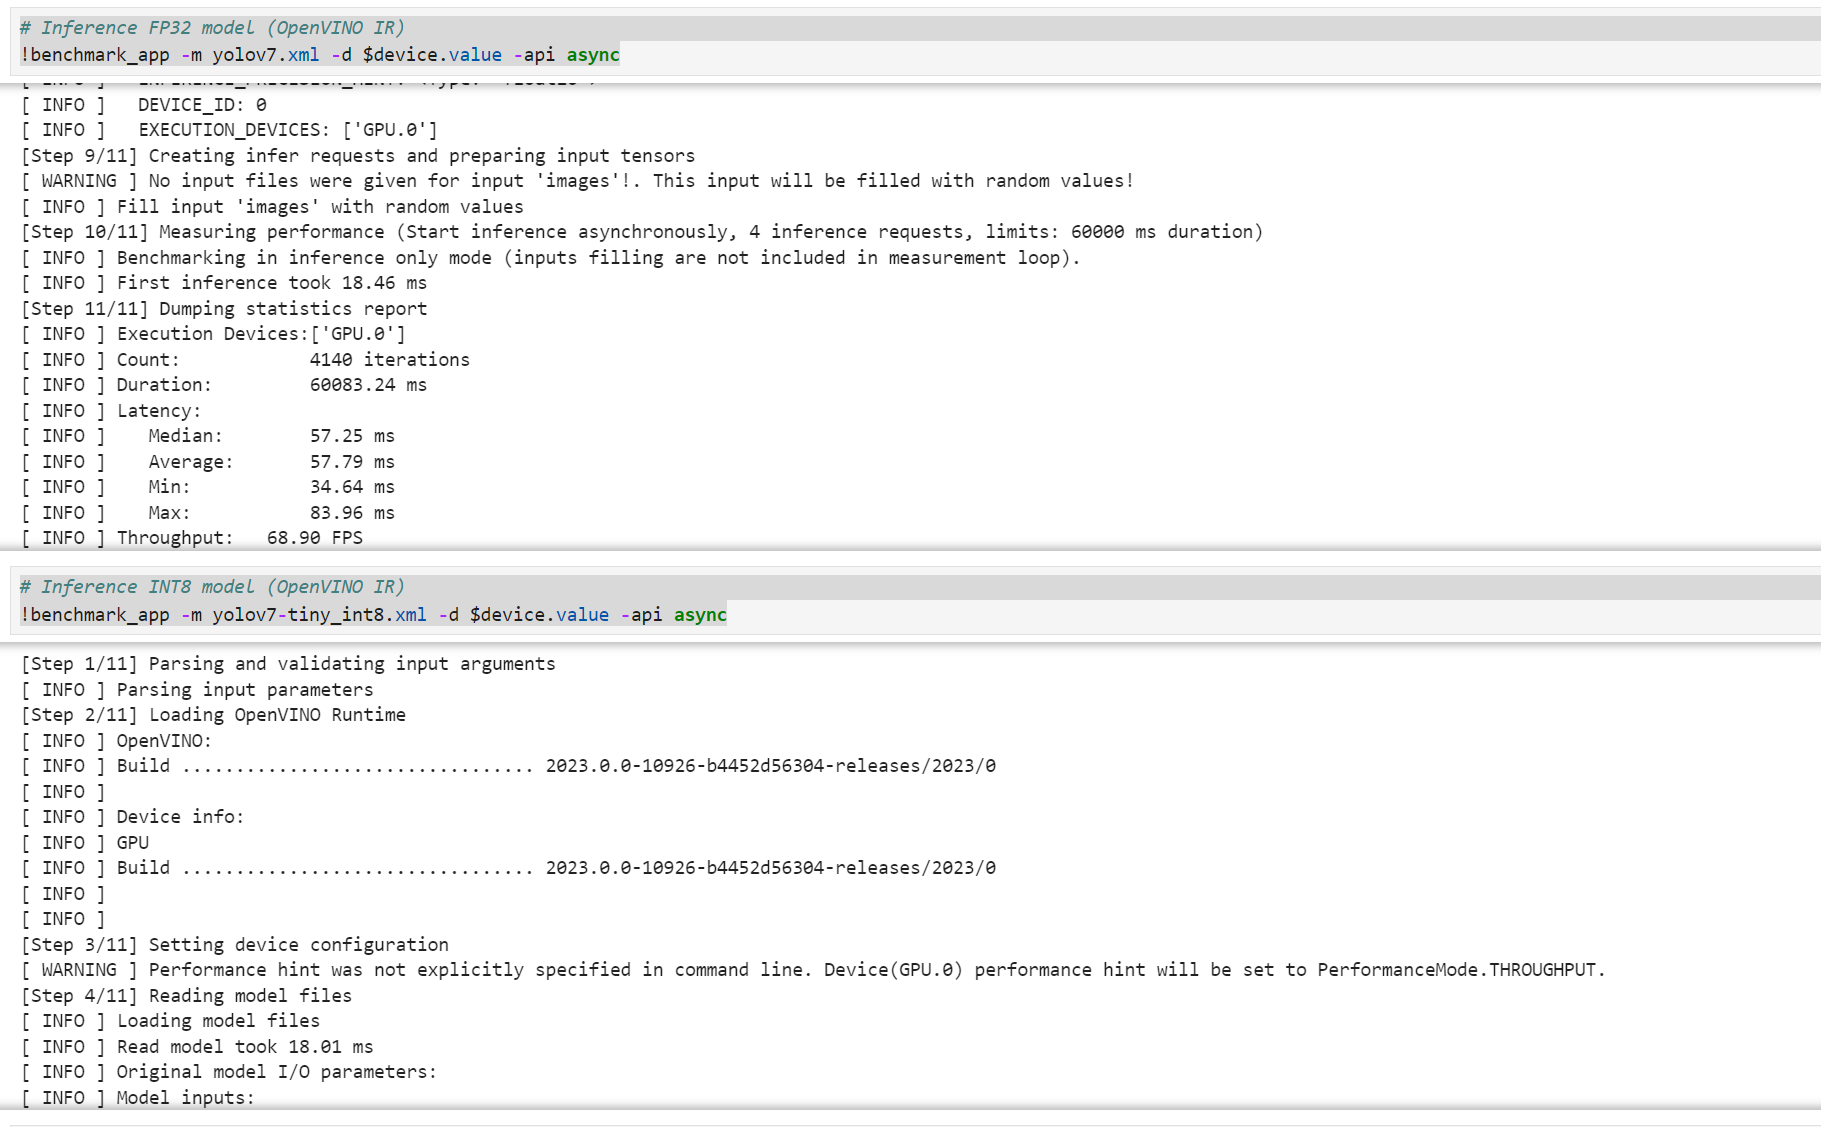 # Inference FP32 model (OpenVINO IR)
!benchmark_app -m yolov7.xml -d $device.value -api async
[ INFO ]   DEVICE_ID: 0
[ INFO ]   EXECUTION_DEVICES: ['GPU.0']
[Step 9/11] Creating infer requests and preparing input tensors
[ WARNING ] No input files were given for input 'images'!. This input will be filled with random values!
[ INFO ] Fill input 'images' with random values
[Step 10/11] Measuring performance (Start inference asynchronously, 4 inference requests, limits: 60000 ms duration)
[ INFO ] Benchmarking in inference only mode (inputs filling are not included in measurement loop).
[ INFO ] First inference took 18.46 ms
[Step 11/11] Dumping statistics report
[ INFO ] Execution Devices:['GPU.0']
[ INFO ] Count:            4140 iterations
[ INFO ] Duration:         60083.24 ms
[ INFO ] Latency:
[ INFO ]    Median:        57.25 ms
[ INFO ]    Average:       57.79 ms
[ INFO ]    Min:           34.64 ms
[ INFO ]    Max:           83.96 ms
[ INFO ] Throughput:   68.90 FPS
# Inference INT8 model (OpenVINO IR)
!benchmark_app -m yolov7-tiny_int8.xml -d $device.value -api async
[Step 1/11] Parsing and validating input arguments
[ INFO ] Parsing input parameters
[Step 2/11] Loading OpenVINO Runtime
[ INFO ] OpenVINO:
[ INFO ] Build ................................. 2023.0.0-10926-b4452d56304-releases/2023/0
[ INFO ]
[ INFO ] Device info:
[ INFO ] GPU
[ INFO ] Build ................................. 2023.0.0-10926-b4452d56304-releases/2023/0
[ INFO ]
[ INFO ]
[Step 3/11] Setting device configuration
[ WARNING ] Performance hint was not explicitly specified in command line. Device(GPU.0) performance hint will be set to PerformanceMode.THROUGHPUT.
[Step 4/11] Reading model files
[ INFO ] Loading model files
[ INFO ] Read model took 18.01 ms
[ INFO ] Original model I/O parameters:
[ INFO ] Model inputs: